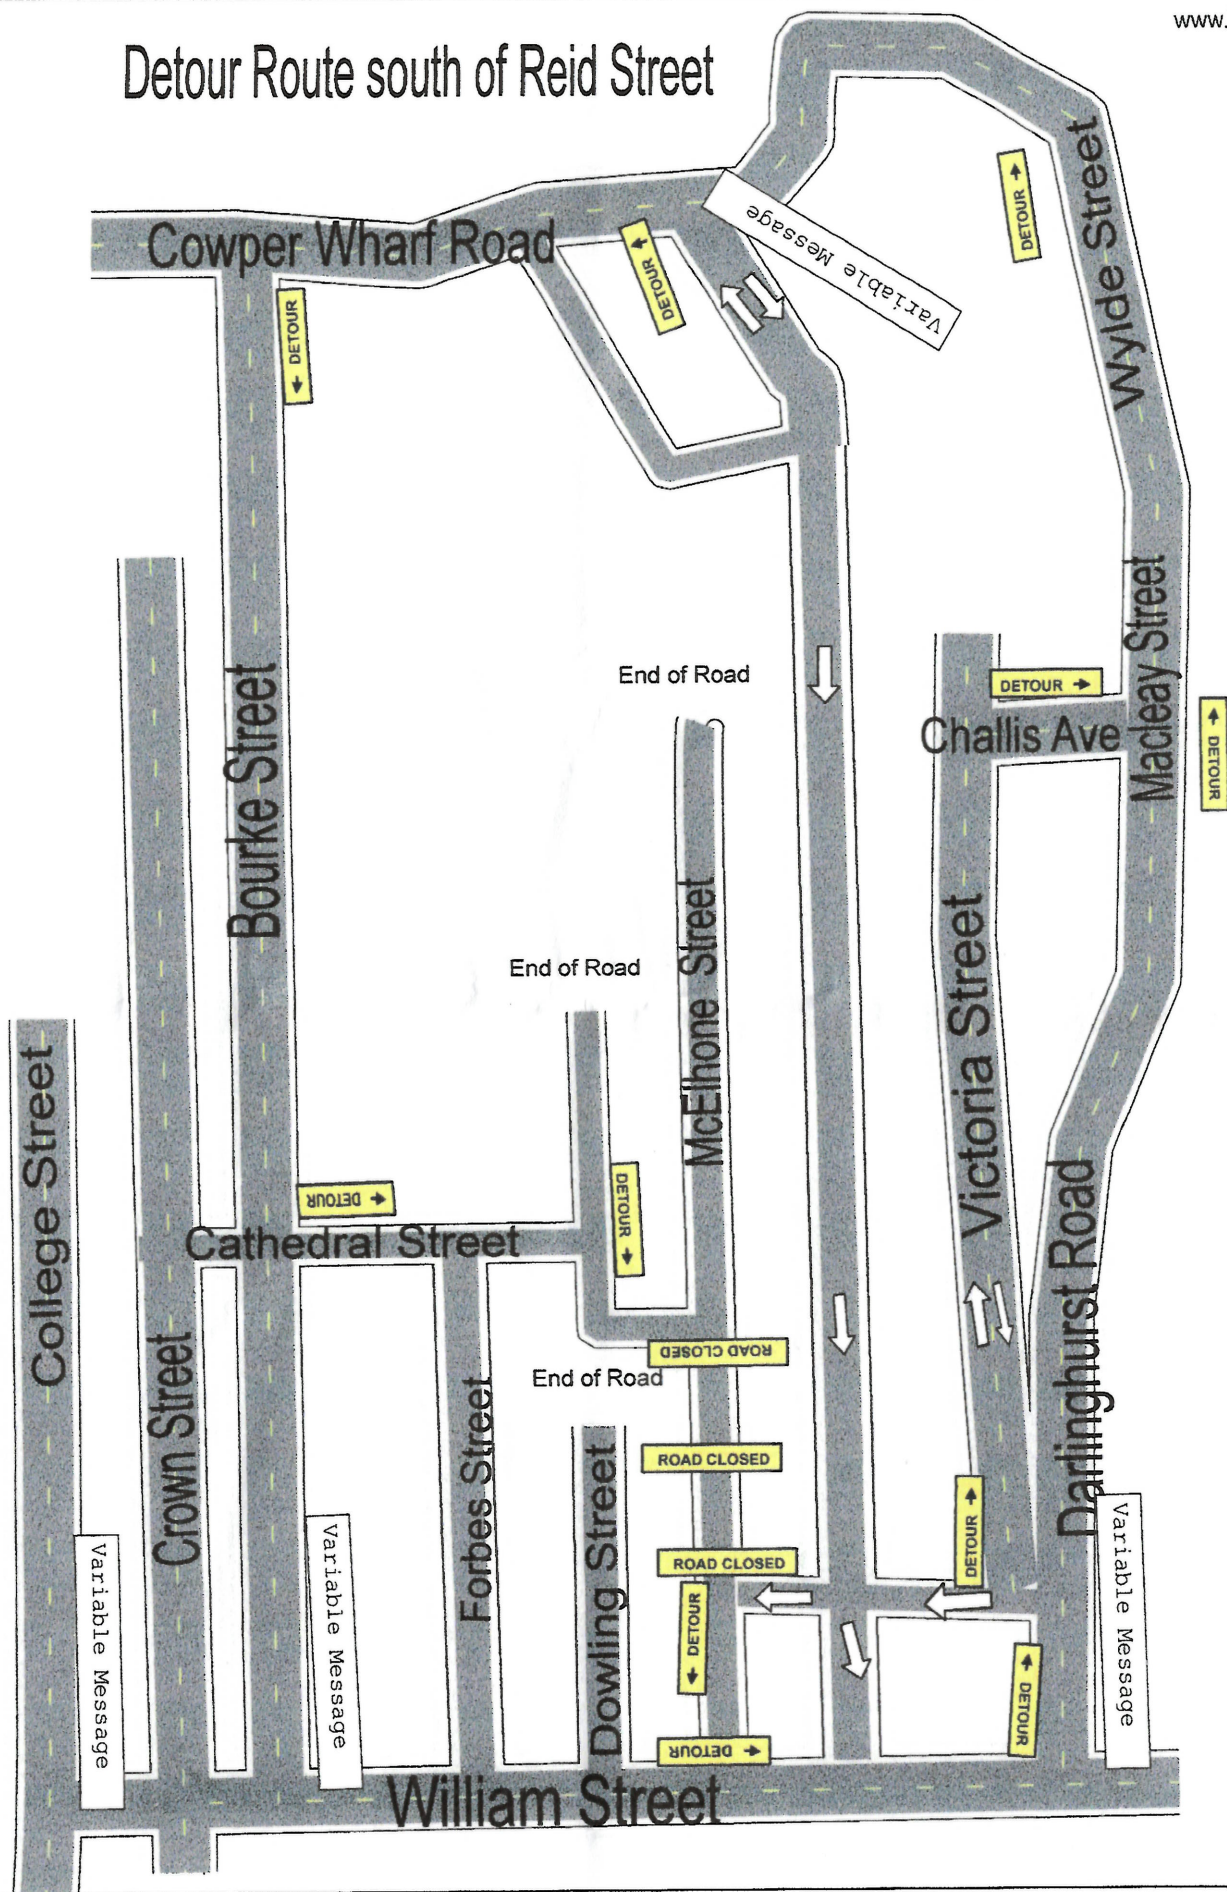 www.
Detour Route south of Reid Street
Cowper Wharf Road
DETOUR
DETOUR
DETOUR
Variable Message
Wylde Street
End of Road
DETOUR
Challis Ave
Macleay Street
DETOUR
Bourke Street
McElhone Street
Victoria Street
End of Road
College Street
DETOUR
DETOUR
Cathedral Street
Darlinghurst Road
ROAD CLOSED
End of Road
Crown Street
Forbes Street
Dowling Street
ROAD CLOSED
DETOUR
ROAD CLOSED
DETOUR
Variable Message
Variable Message
Variable Message
DETOUR
DETOUR
William Street